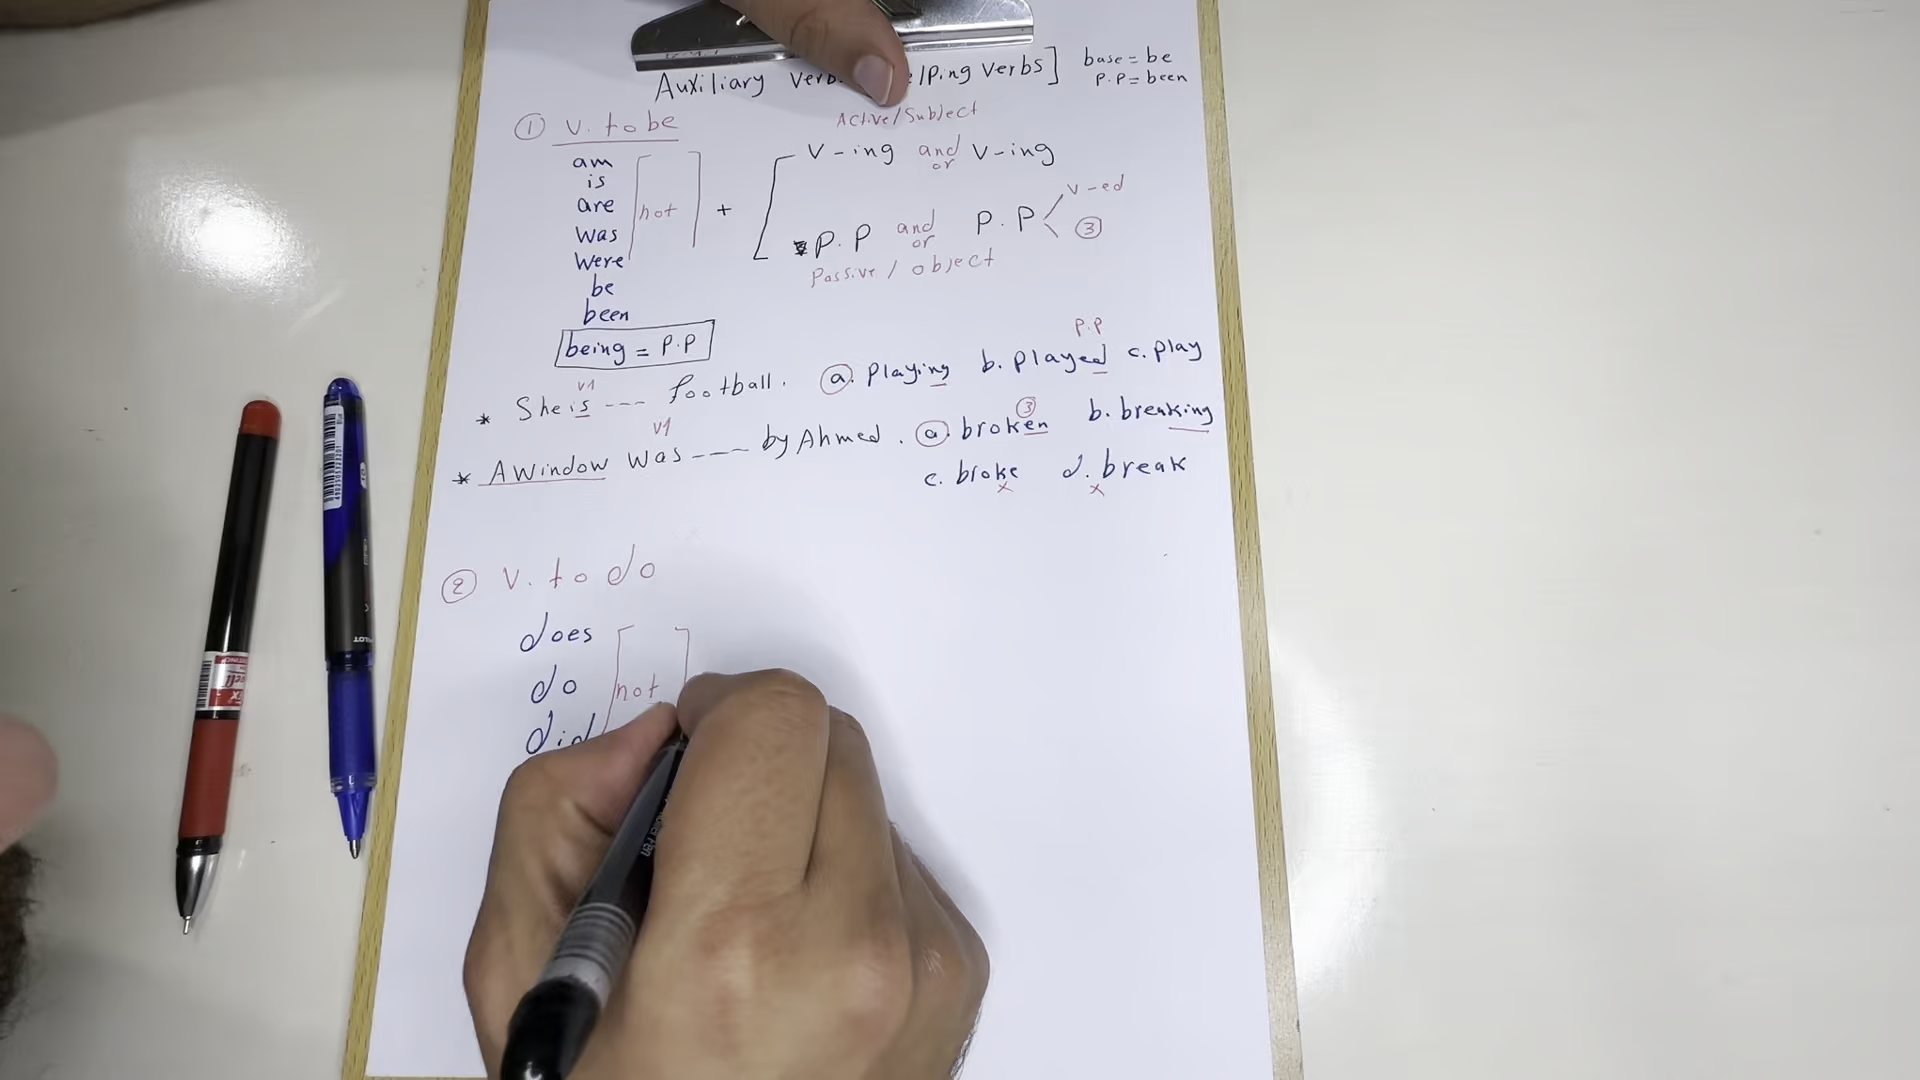 Auxiliary Verb lping Verbs] base = be
P.P = been
① V. to be
Active/Subject
am
is
are
was
were
be
been
[not] +
V-ing and or V-ing
P.P and or P.P V-ed ③
Passive / object
being = P.P
P.P
V1
* She is --- football. ⓐ. Playing b. Played c. play
V1
③
* A window was ---- by Ahmed. ⓐ. broken b. breaking
c. broke d. break
x x
② V. to do
does
do [not]
did